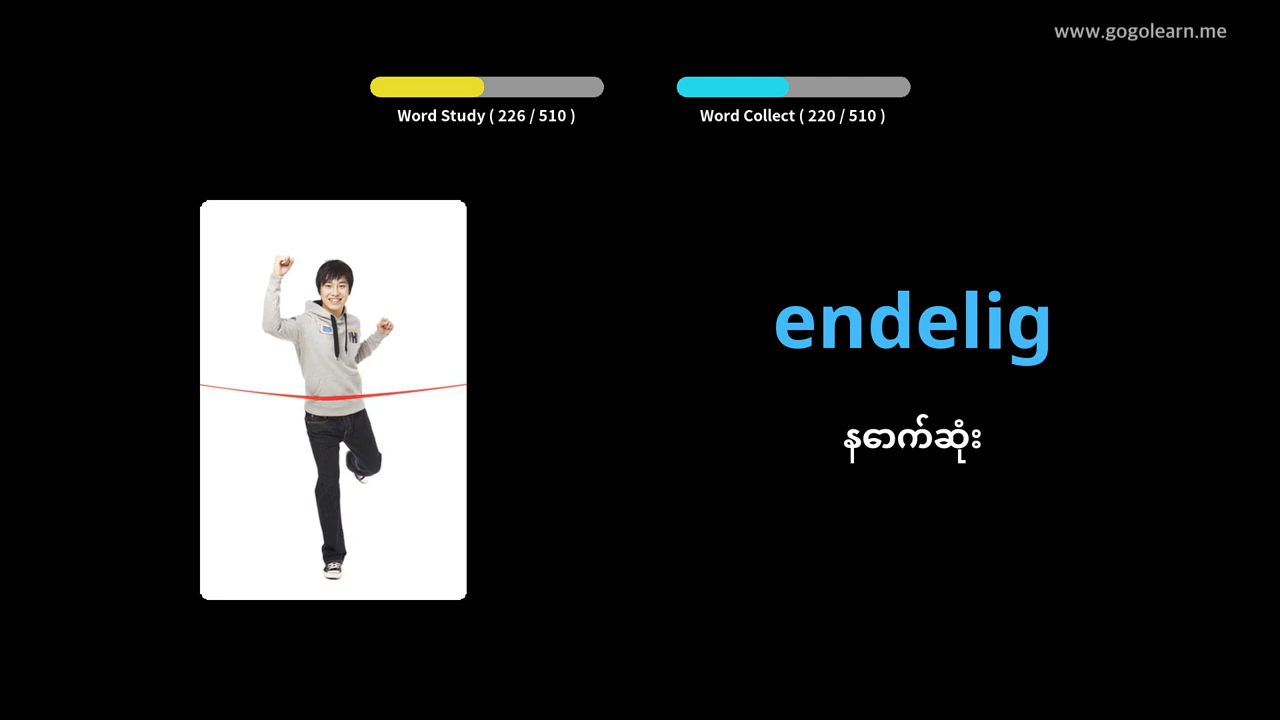 www.gogolearn.me
Word Study ( 226 / 510 )
Word Collect ( 220 / 510 )
endelig
နောက်ဆုံး